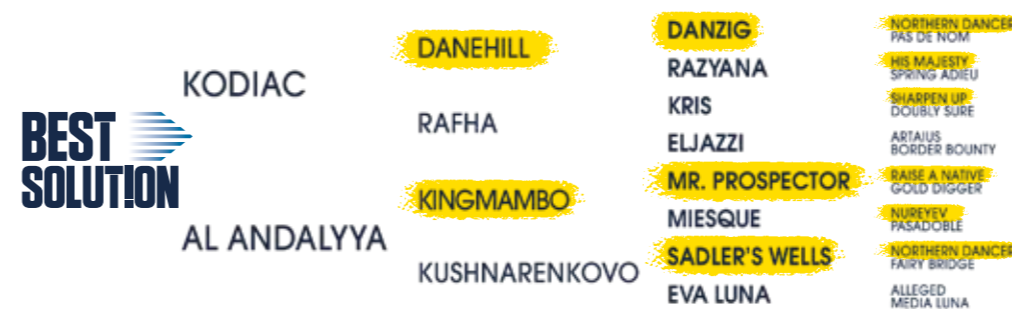 BEST
SOLUT!ON
KODIAC
AL ANDALYYA
DANEHILL
RAFHA
KINGMAMBO
KUSHNARENKOVO
DANZIG
RAZYANA
KRIS
ELJAZZI
MR. PROSPECTOR
MIESQUE
SADLER'S WELLS
EVA LUNA
NORTHERN DANCER
PAS DE NOM
HIS MAJESTY
SPRING ADIEU
SHARPEN UP
DOUBLY SURE
ARTAIUS
BORDER BOUNTY
RAISE A NATIVE
GOLD DIGGER
NUREYEV
PASADOBLE
NORTHERN DANCER
FAIRY BRIDGE
ALLEGED
MEDIA LUNA